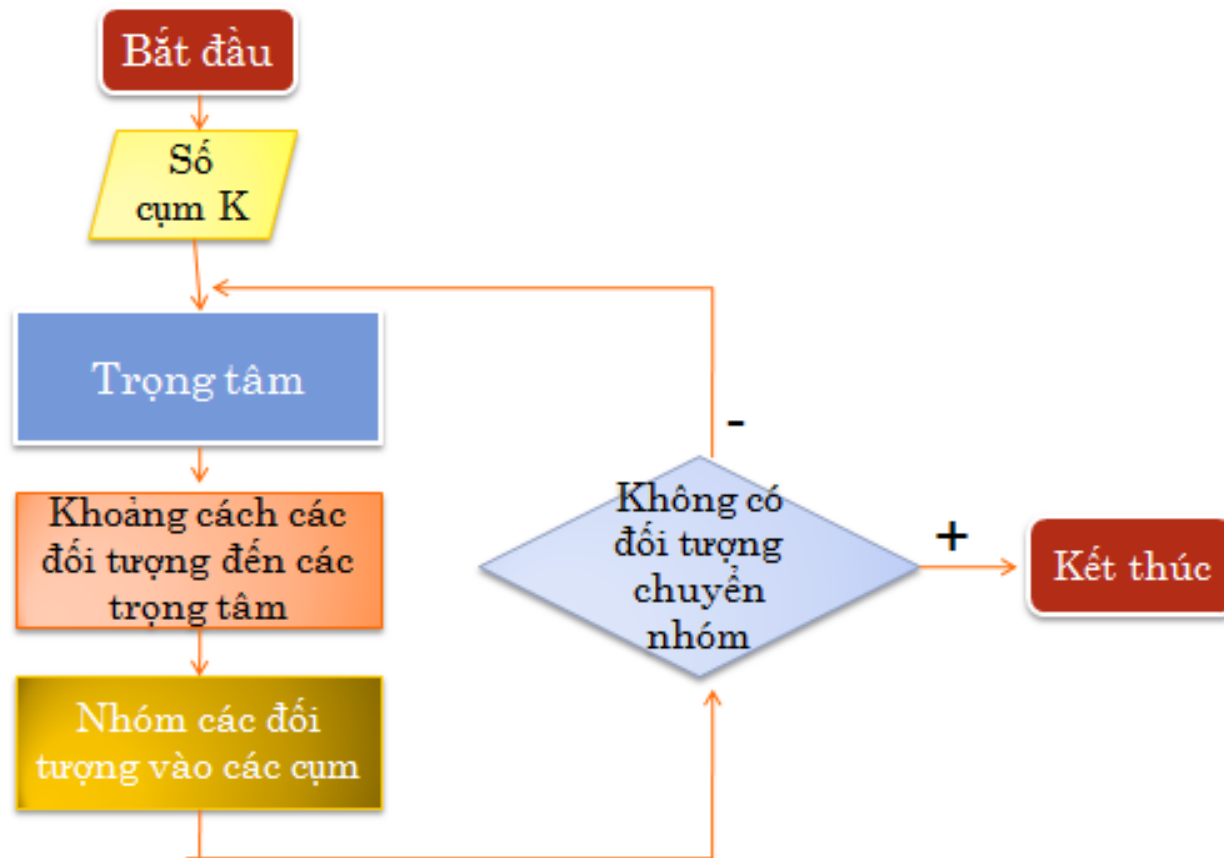 Bắt đầu
Số
cụm K
Trọng tâm
Khoảng cách các
đối tượng đến các
trọng tâm
Nhóm các đối
tượng vào các cụm
-
Không có
đối tượng
chuyển
nhóm
+
Kết thúc